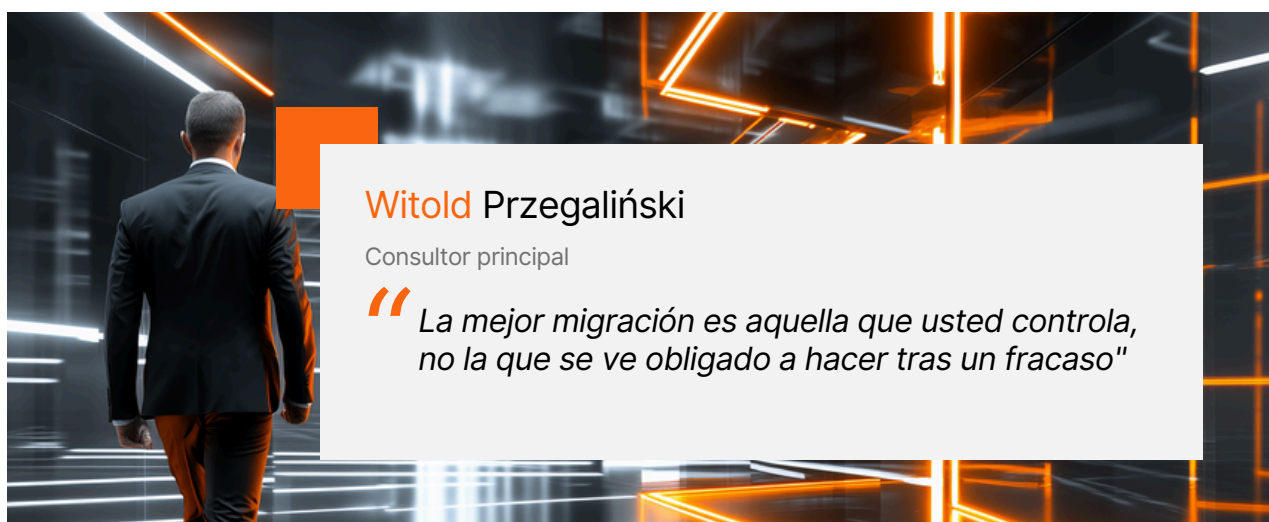 Witold Przegaliński
Consultor principal
“ La mejor migración es aquella que usted controla,
no la que se ve obligado a hacer tras un fracaso"